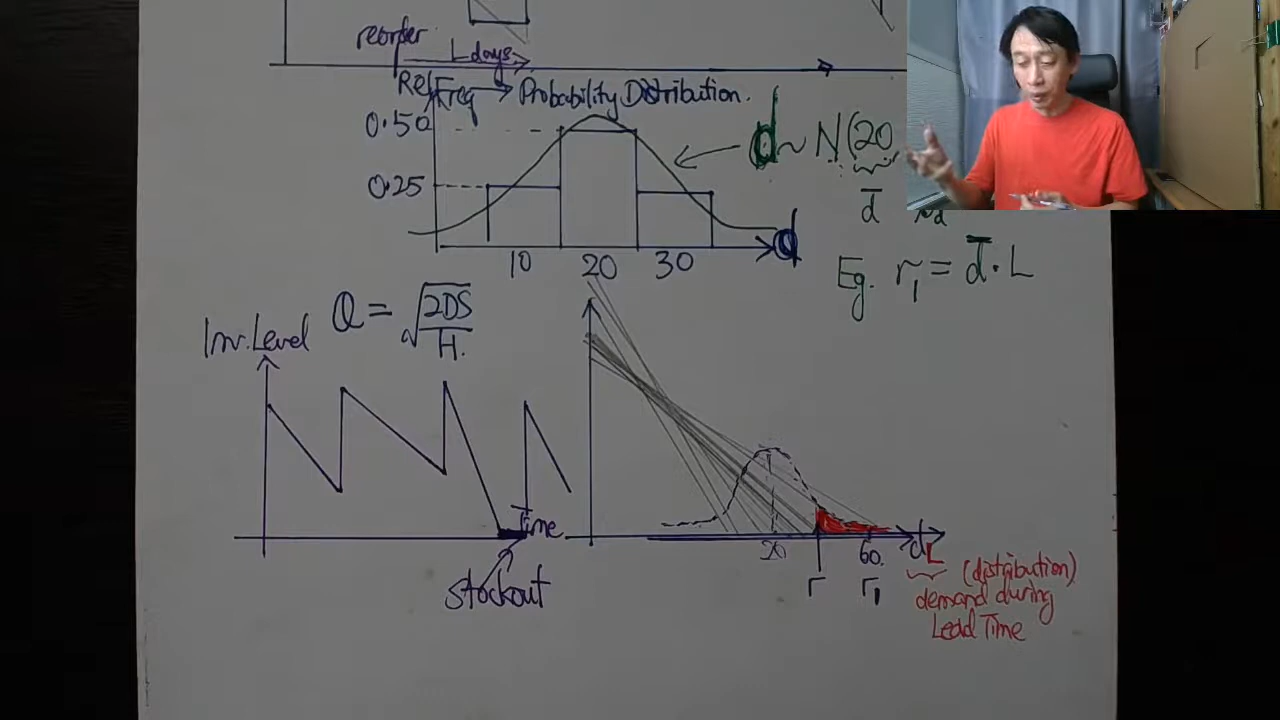 reorder
L days
Rel Freq → Probability Distribution.
0.50
0.25
d ~ N(20
d̄
10 20 30 d
Eg. r₁ = d̄ · L
Q = √(2DS/H.)
Inv. Level
Time
stockout
20 60. dL
r r₁
(distribution)
demand during
Lead Time